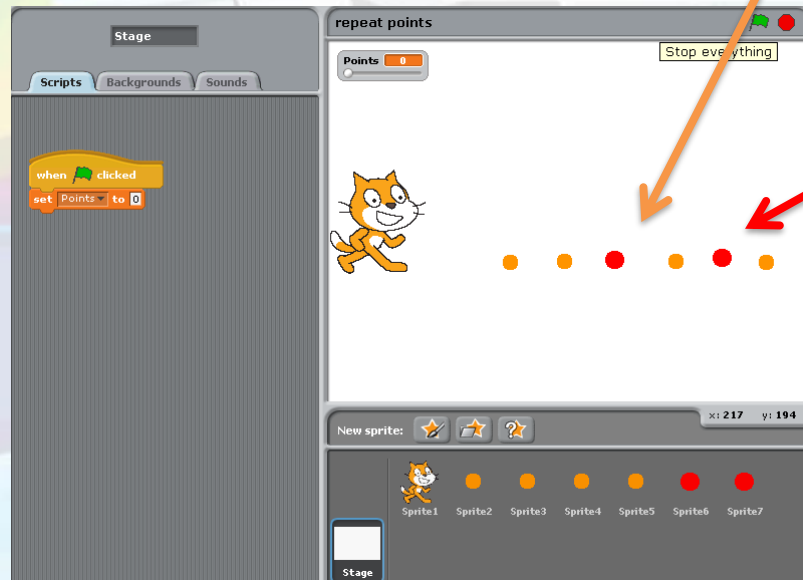 Stage
Scripts Backgrounds Sounds
when clicked
set Points to 0
repeat points
Stop everything
Points 0
x: 217 y: 194
New sprite:
Sprite1 Sprite2 Sprite3 Sprite4 Sprite5 Sprite6 Sprite7
Stage